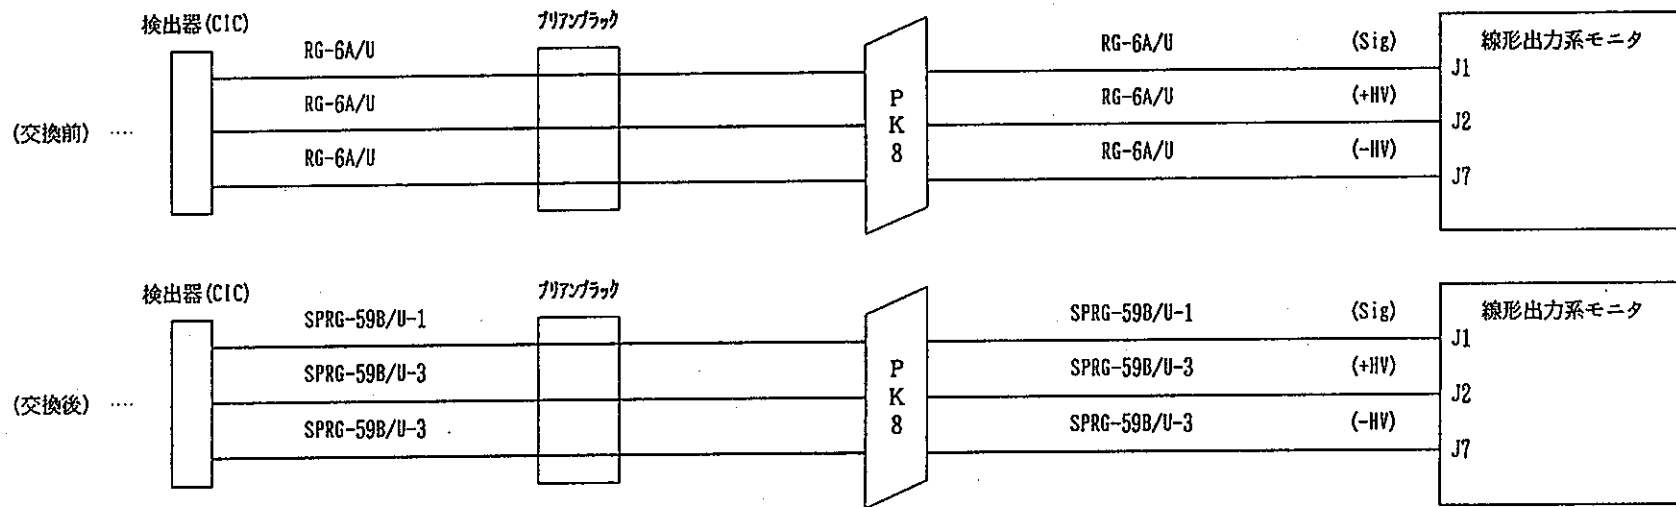 検出器(CIC)
プリアンプラック
RG-6A/U
RG-6A/U
RG-6A/U
(交換前) ‥‥
PK8
RG-6A/U (Sig)
RG-6A/U (+HV)
RG-6A/U (-HV)
線形出力系モニタ
J1
J2
J7
検出器(CIC)
プリアンプラック
SPRG-59B/U-1
SPRG-59B/U-3
SPRG-59B/U-3
(交換後) ‥‥
PK8
SPRG-59B/U-1 (Sig)
SPRG-59B/U-3 (+HV)
SPRG-59B/U-3 (-HV)
線形出力系モニタ
J1
J2
J7